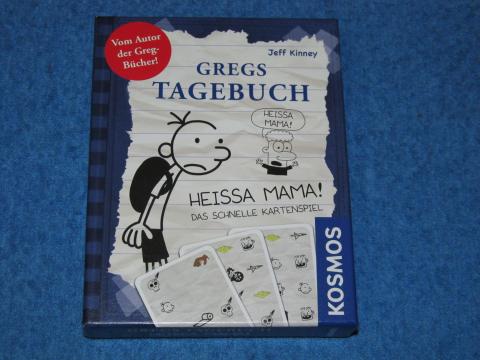 Vom Autor
der Greg-
Bücher!
Jeff Kinney
GREGS
TAGEBUCH
HEISSA
MAMA!
HEISSA MAMA!
DAS SCHNELLE KARTENSPIEL
KOSMOS